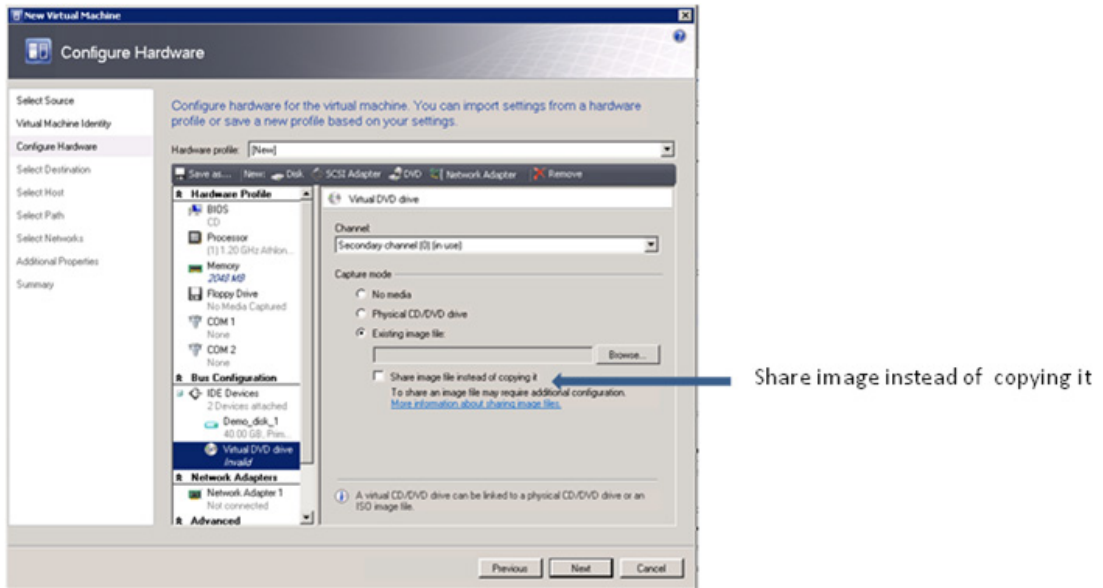 New Virtual Machine
Configure Hardware
Select Source
Virtual Machine Identity
Configure Hardware
Select Destination
Select Host
Select Path
Select Networks
Additional Properties
Summary
Configure hardware for the virtual machine. You can import settings from a hardware
profile or save a new profile based on your settings.
Hardware profile: [New]
Save as... New: Disk SCSI Adapter DVD Network Adapter Remove
Hardware Profile
BIOS
CD
Processor
(1) 1.20 GHz Athlon...
Memory
2048 MB
Floppy Drive
No Media Captured
COM 1
None
COM 2
None
Bus Configuration
IDE Devices
2 Devices attached
Demo_disk_1
40.00 GB, Prim...
Virtual DVD drive
Invalid
Network Adapters
Network Adapter 1
Not connected
Advanced
Virtual DVD drive
Channel:
Secondary channel (0) (in use)
Capture mode
No media
Physical CD/DVD drive
Existing image file:
Browse...
Share image file instead of copying it
To share an image file may require additional configuration.
More information about sharing image files.
A virtual CD/DVD drive can be linked to a physical CD/DVD drive or an
ISO image file.
Previous Next Cancel
Share image instead of copying it